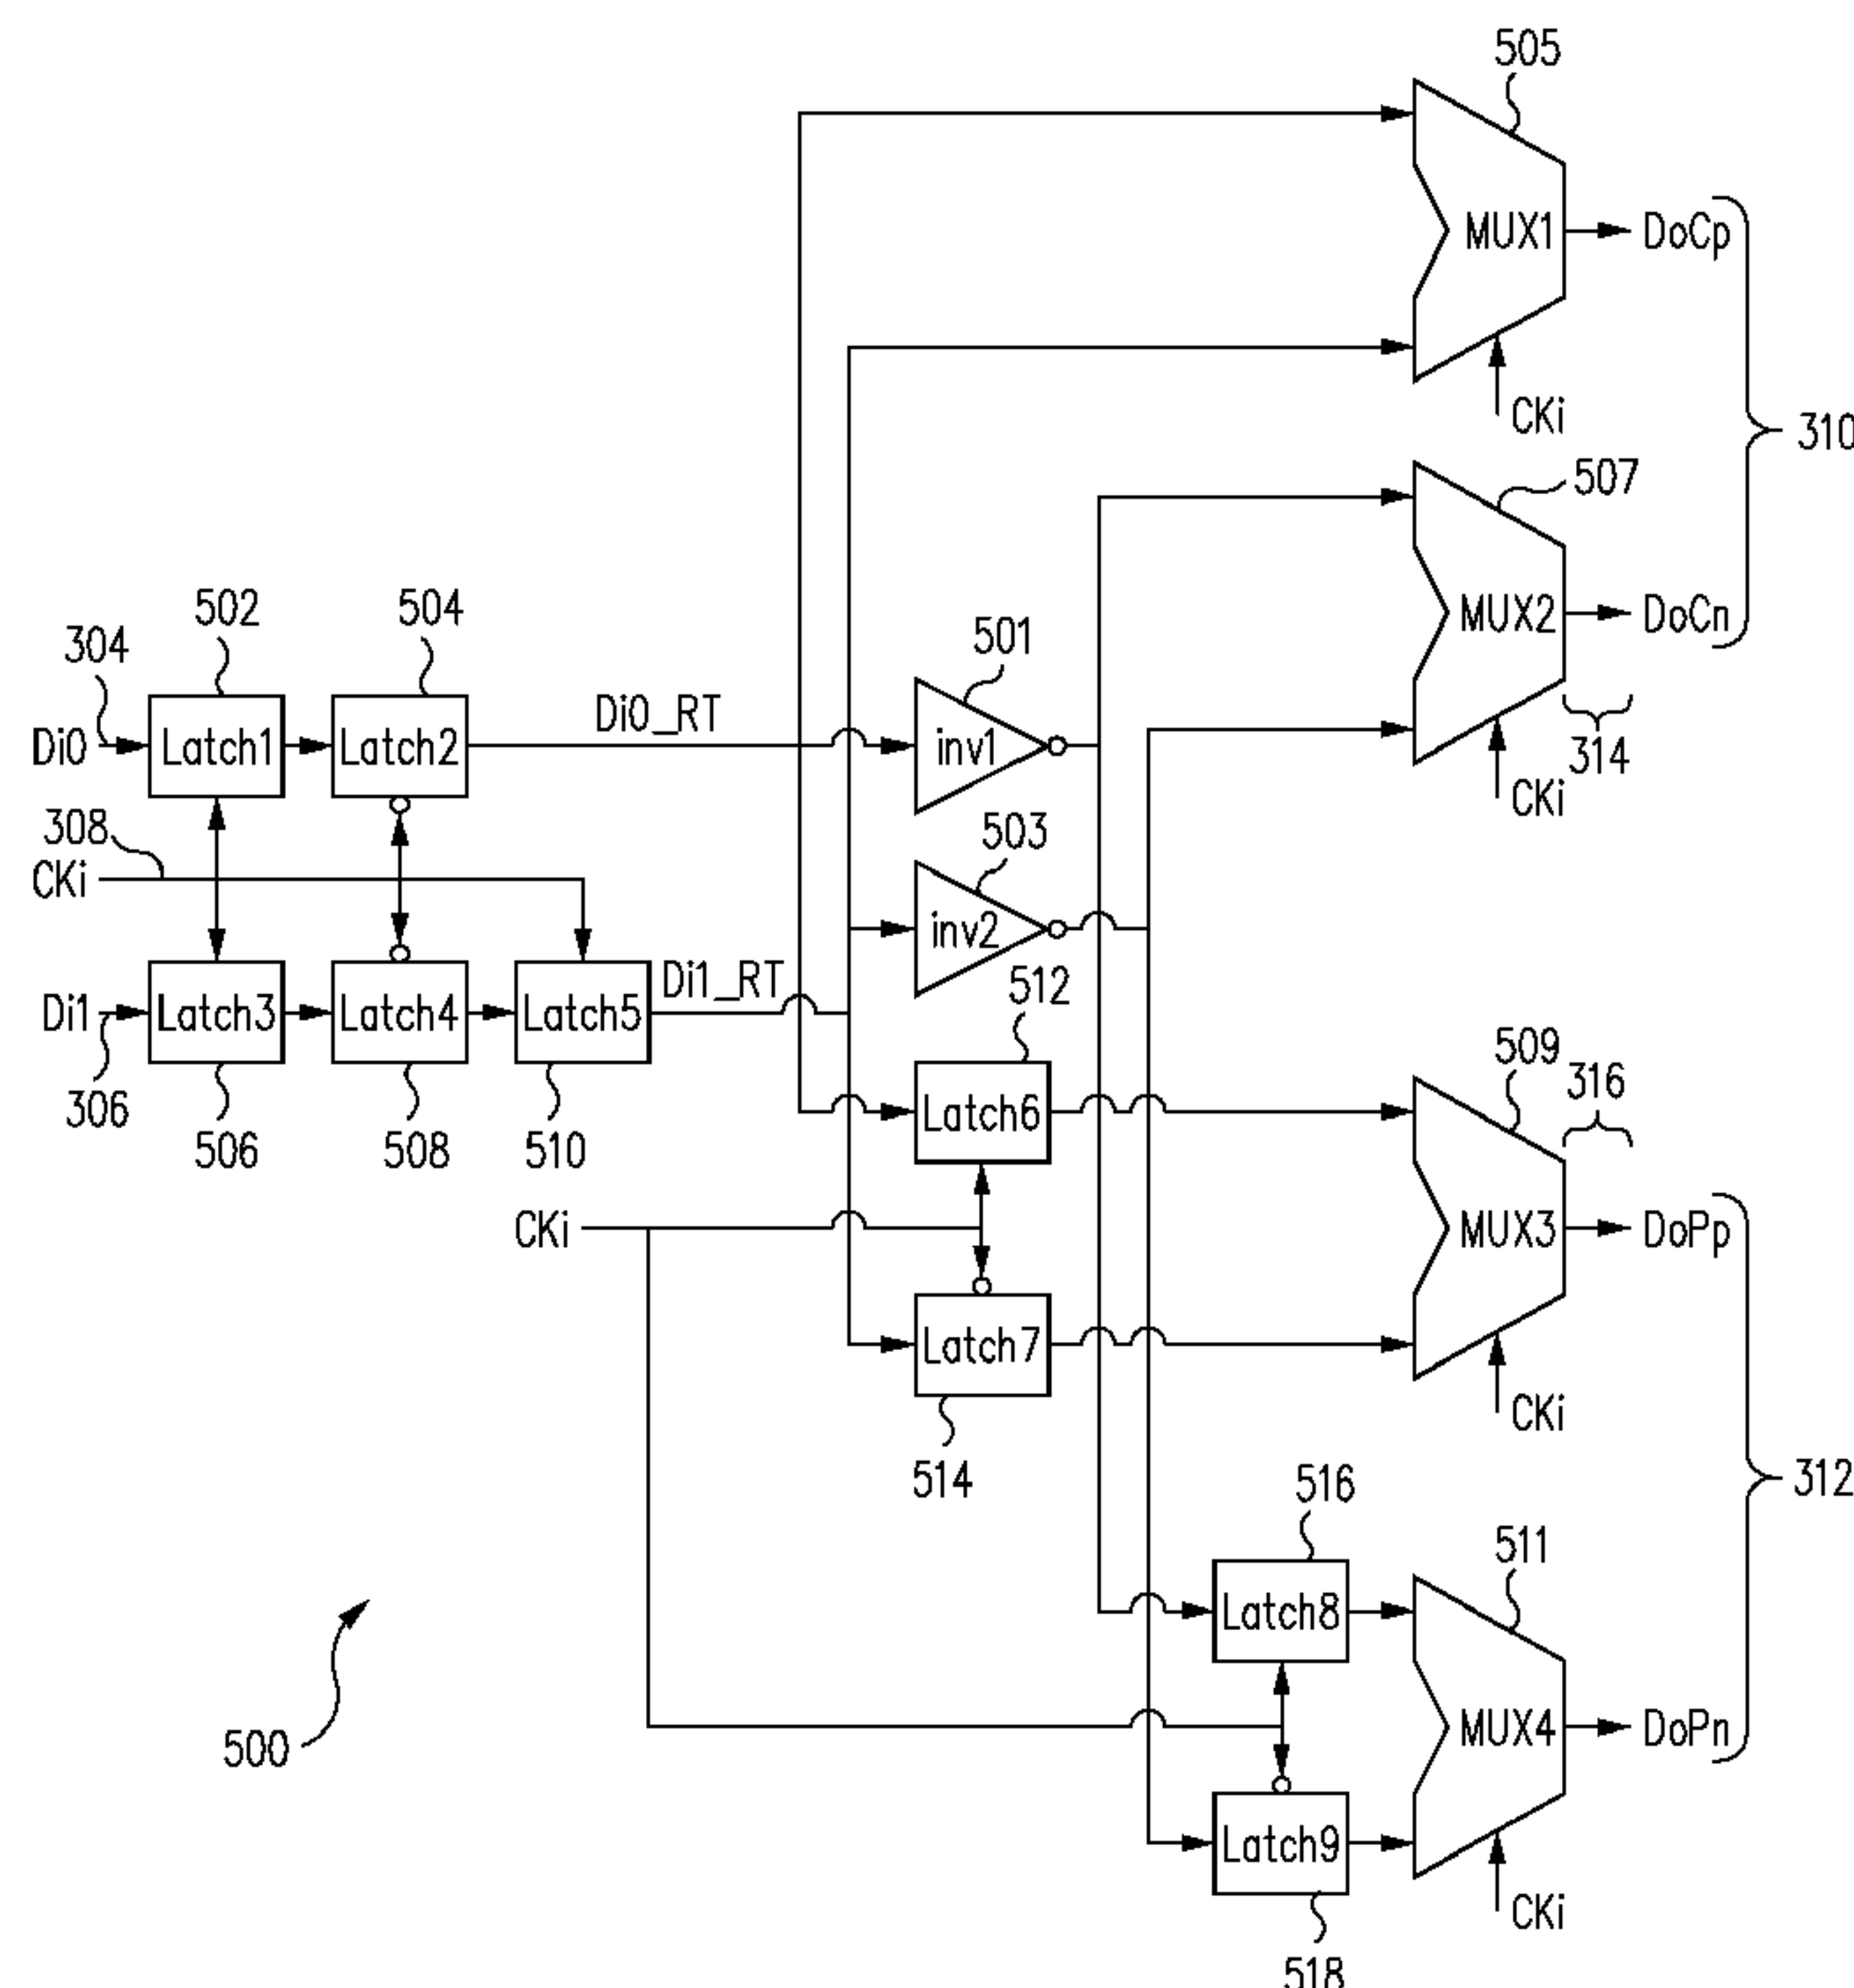 505
MUX1
DoCp
CKi
310
507
MUX2
DoCn
314
CKi
502
504
501
304
Di0
Latch1
Latch2
Di0_RT
inv1
308
CKi
503
inv2
Di1
Latch3
Latch4
Latch5
Di1_RT
306
506
508
510
512
Latch6
509
316
CKi
MUX3
DoPp
Latch7
CKi
514
312
516
511
Latch8
MUX4
DoPn
500
Latch9
CKi
518